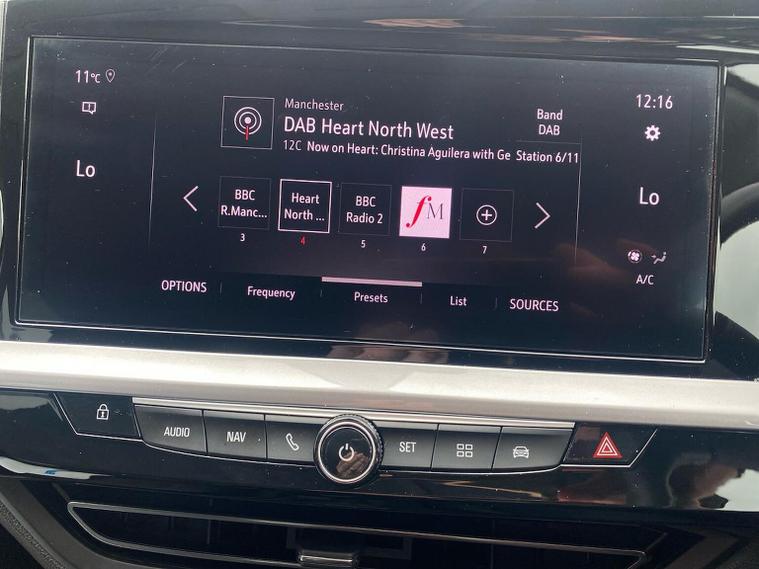 11°C
12:16
Manchester
DAB Heart North West
12C Now on Heart: Christina Aguilera with Ge
Band
DAB
Station 6/11
Lo
Lo
BBC
R.Manc...
3
Heart
North ...
4
BBC
Radio 2
5
fM
6
7
A/C
OPTIONS
Frequency
Presets
List
SOURCES
AUDIO
NAV
SET